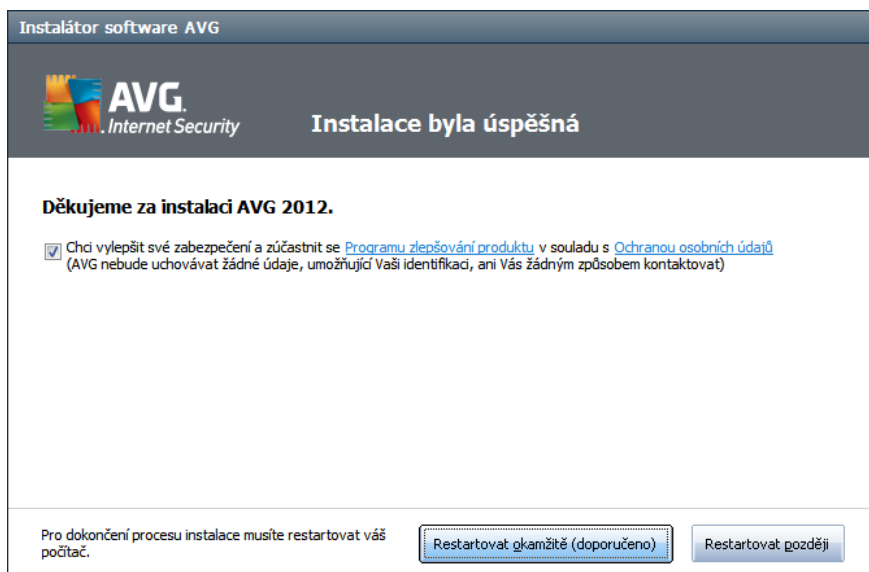 Instalátor software AVG
AVG.
Internet Security
Instalace byla úspěšná
Děkujeme za instalaci AVG 2012.
Chci vylepšit své zabezpečení a zúčastnit se Programu zlepšování produktu v souladu s Ochranou osobních údajů
(AVG nebude uchovávat žádné údaje, umožňující Vaši identifikaci, ani Vás žádným způsobem kontaktovat)
Pro dokončení procesu instalace musíte restartovat váš
počítač.
Restartovat okamžitě (doporučeno)
Restartovat později